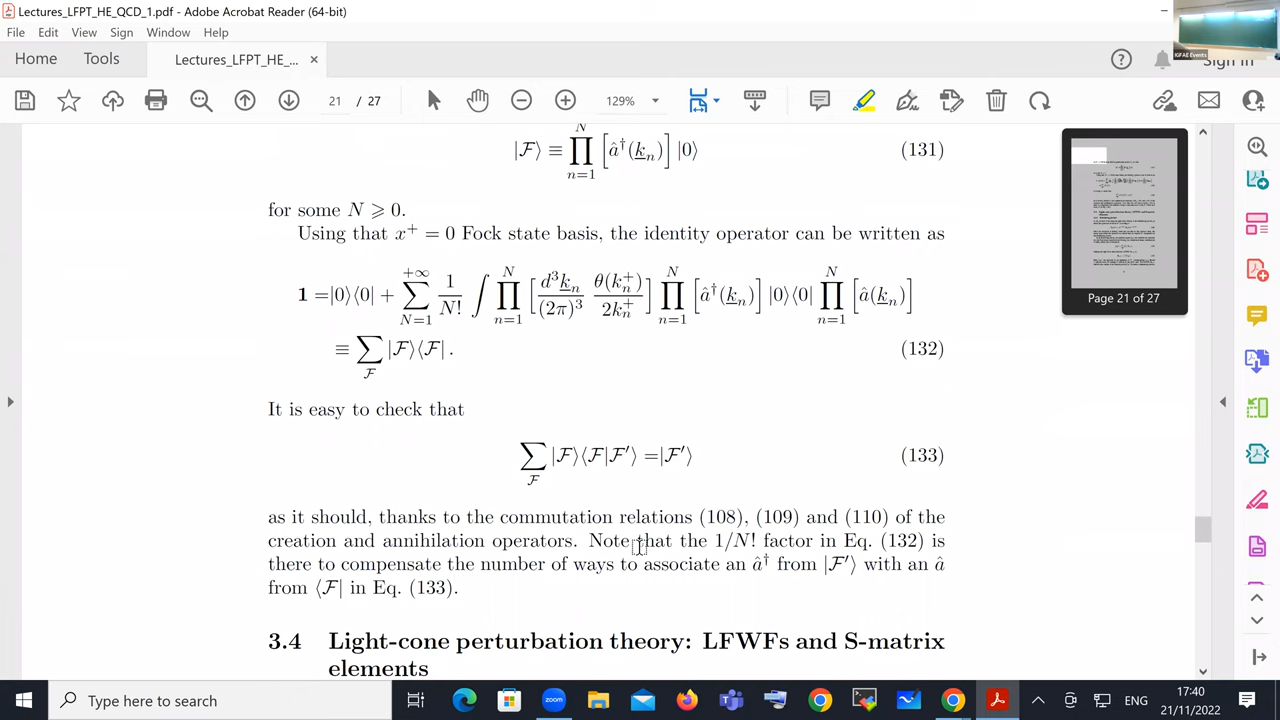 Lectures_LFPT_HE_QCD_1.pdf - Adobe Acrobat Reader (64-bit)
File Edit View Sign Window Help
IGFAE Events
Home Tools Lectures_LFPT_HE_... × Sign In
21 / 27 129%
|ℱ⟩ ≡ ∏_{n=1}^{N} [â†(k_n)] |0⟩ (131)
for some N ⩾ 0.
Using that Fock state basis, the identity operator can be written as
1 =|0⟩⟨0| + ∑_{N=1}^{+∞} 1/N! ∫ ∏_{n=1}^{N} [d³k_n/(2π)³ θ(k_n^+)/2k_n^+] ∏_{n=1}^{N} [â†(k_n)] |0⟩⟨0| ∏_{n=1}^{N} [â(k_n)]
≡ ∑_ℱ |ℱ⟩⟨ℱ| . (132)
It is easy to check that
∑_ℱ |ℱ⟩⟨ℱ|ℱ′⟩ =|ℱ′⟩ (133)
as it should, thanks to the commutation relations (108), (109) and (110) of the
creation and annihilation operators. Note that the 1/N! factor in Eq. (132) is
there to compensate the number of ways to associate an â† from |ℱ′⟩ with an â
from ⟨ℱ| in Eq. (133).
3.4 Light-cone perturbation theory: LFWFs and S-matrix
elements
Page 21 of 27
Type here to search
zoom
ENG
17:40
21/11/2022